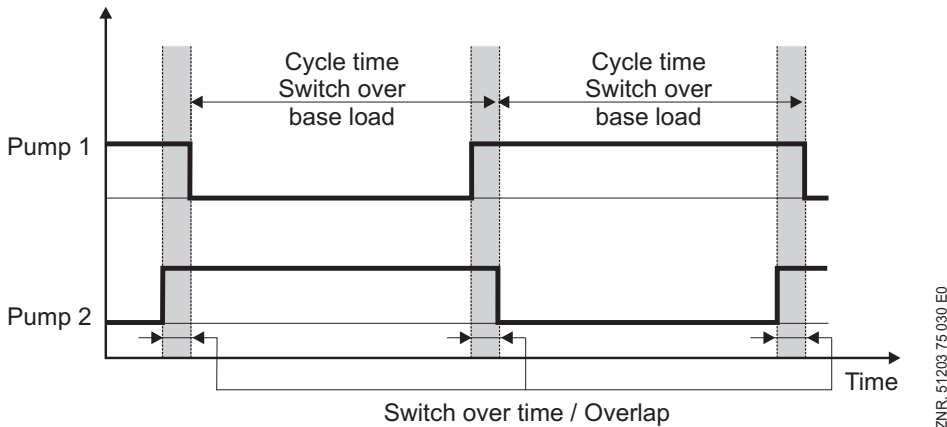 Cycle time
Switch over
base load
Cycle time
Switch over
base load
Pump 1
Pump 2
Time
Switch over time / Overlap
ZNR. 51203 75 030 E0